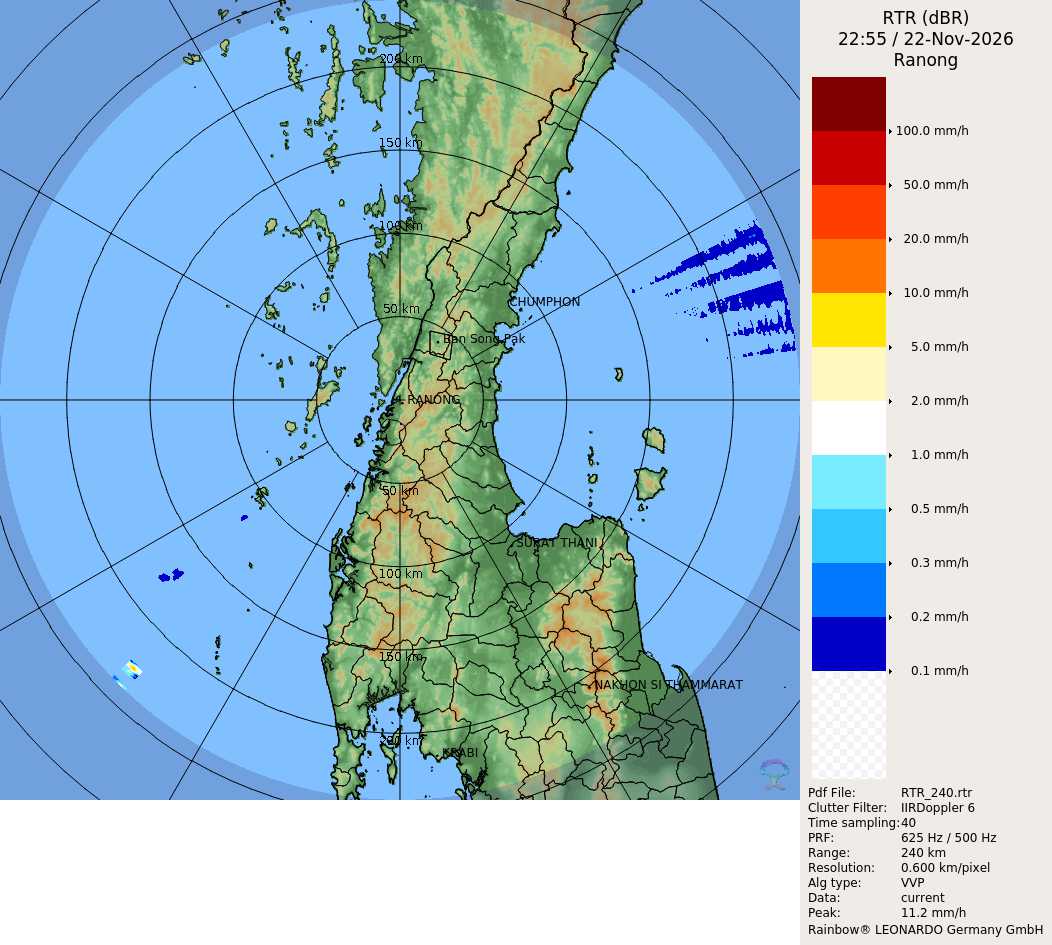 RTR (dBR)
22:55 / 22-Nov-2026
Ranong
200 km
150 km
100 km
50 km
CHUMPHON
Ban Song Pak
RANONG
50 km
SURAT THANI
100 km
150 km
NAKHON SI THAMMARAT
200 km
KRABI
100.0 mm/h
50.0 mm/h
20.0 mm/h
10.0 mm/h
5.0 mm/h
2.0 mm/h
1.0 mm/h
0.5 mm/h
0.3 mm/h
0.2 mm/h
0.1 mm/h
Pdf File: RTR_240.rtr
Clutter Filter: IIRDoppler 6
Time sampling: 40
PRF: 625 Hz / 500 Hz
Range: 240 km
Resolution: 0.600 km/pixel
Alg type: VVP
Data: current
Peak: 11.2 mm/h
Rainbow® LEONARDO Germany GmbH